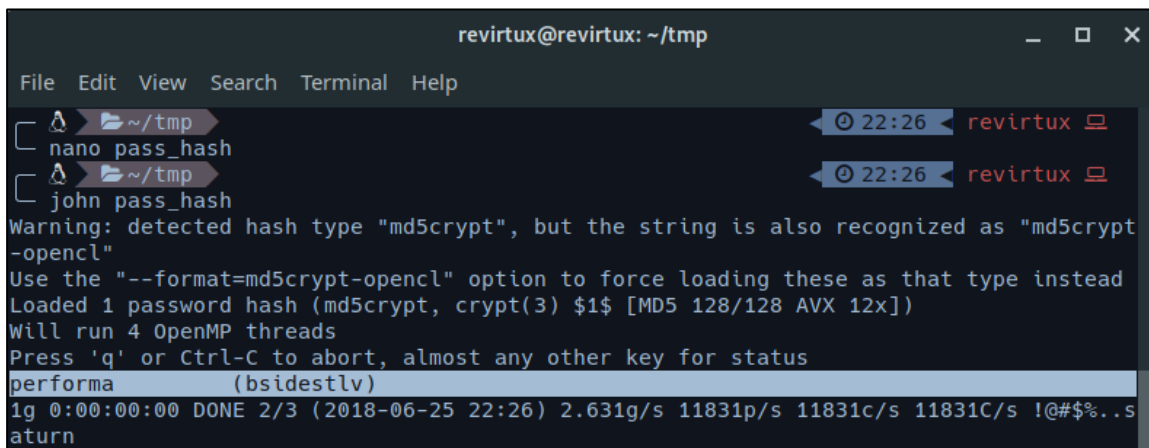 revirtux@revirtux: ~/tmp
File Edit View Search Terminal Help
~/tmp 22:26 revirtux
nano pass_hash
~/tmp 22:26 revirtux
john pass_hash
Warning: detected hash type "md5crypt", but the string is also recognized as "md5crypt
-opencl"
Use the "--format=md5crypt-opencl" option to force loading these as that type instead
Loaded 1 password hash (md5crypt, crypt(3) $1$ [MD5 128/128 AVX 12x])
Will run 4 OpenMP threads
Press 'q' or Ctrl-C to abort, almost any other key for status
performa         (bsidestlv)
1g 0:00:00:00 DONE 2/3 (2018-06-25 22:26) 2.631g/s 11831p/s 11831c/s 11831C/s !@#$%..s
aturn